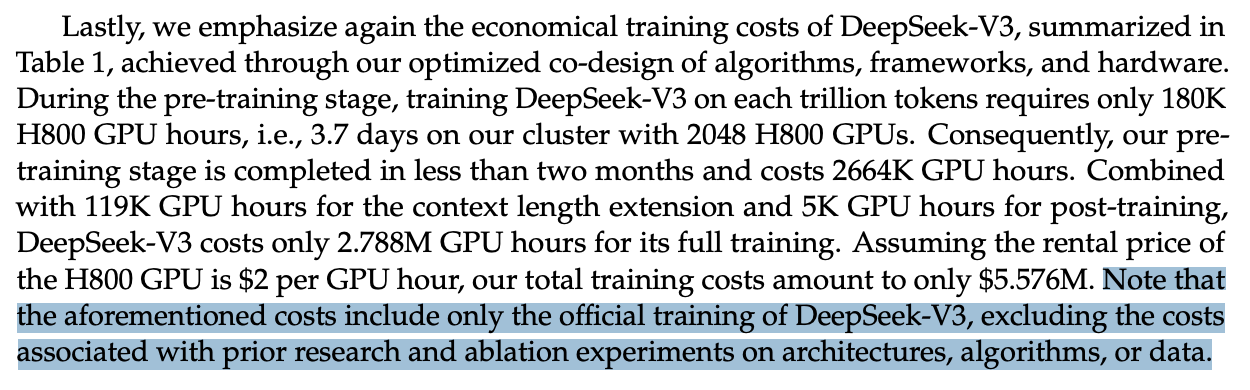 Lastly, we emphasize again the economical training costs of DeepSeek-V3, summarized in
Table 1, achieved through our optimized co-design of algorithms, frameworks, and hardware.
During the pre-training stage, training DeepSeek-V3 on each trillion tokens requires only 180K
H800 GPU hours, i.e., 3.7 days on our cluster with 2048 H800 GPUs. Consequently, our pre-
training stage is completed in less than two months and costs 2664K GPU hours. Combined
with 119K GPU hours for the context length extension and 5K GPU hours for post-training,
DeepSeek-V3 costs only 2.788M GPU hours for its full training. Assuming the rental price of
the H800 GPU is $2 per GPU hour, our total training costs amount to only $5.576M. Note that
the aforementioned costs include only the official training of DeepSeek-V3, excluding the costs
associated with prior research and ablation experiments on architectures, algorithms, or data.